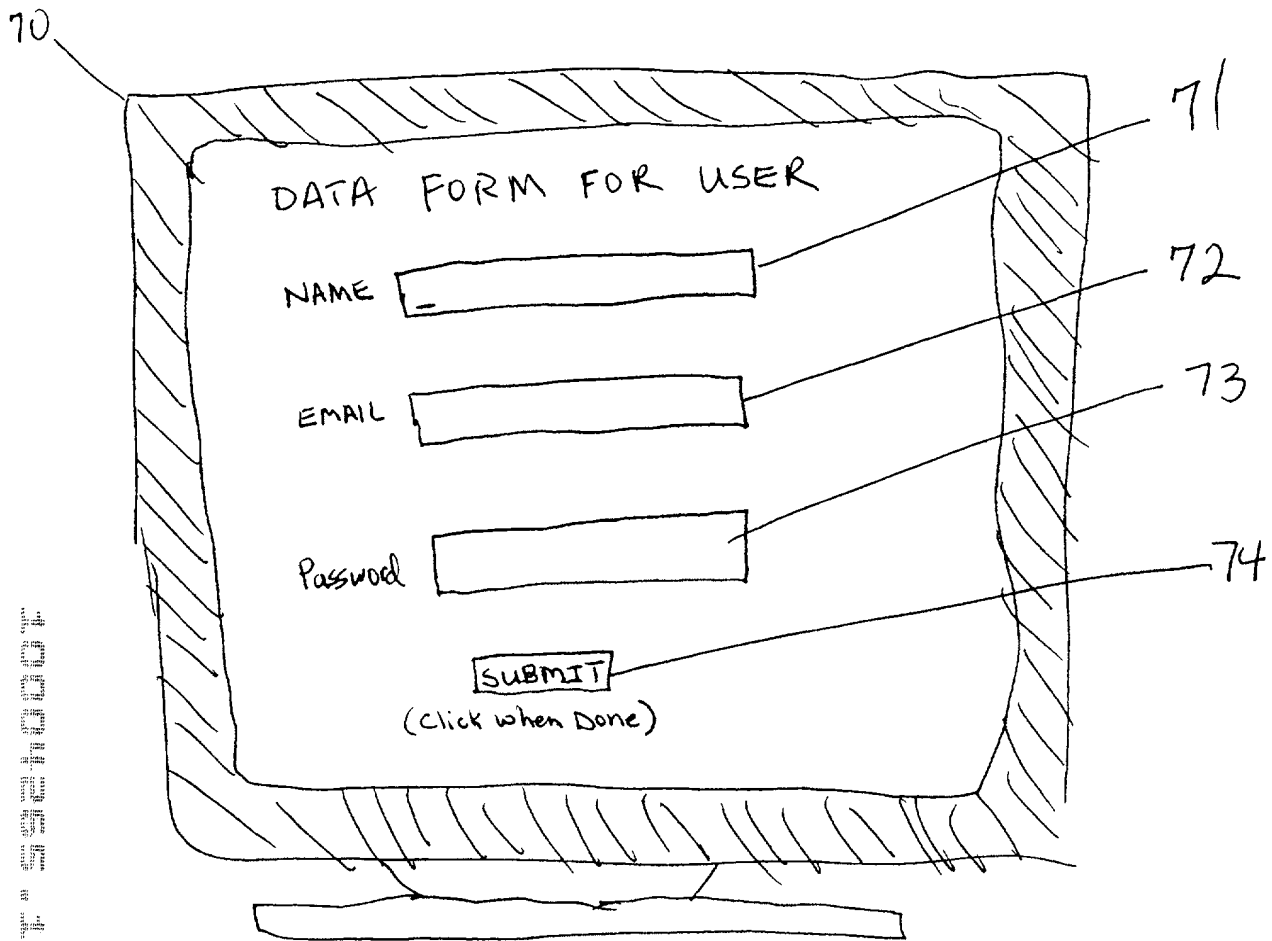 70
71
DATA FORM FOR USER
NAME _
72
EMAIL
73
Password
74
SUBMIT
(Click when Done)